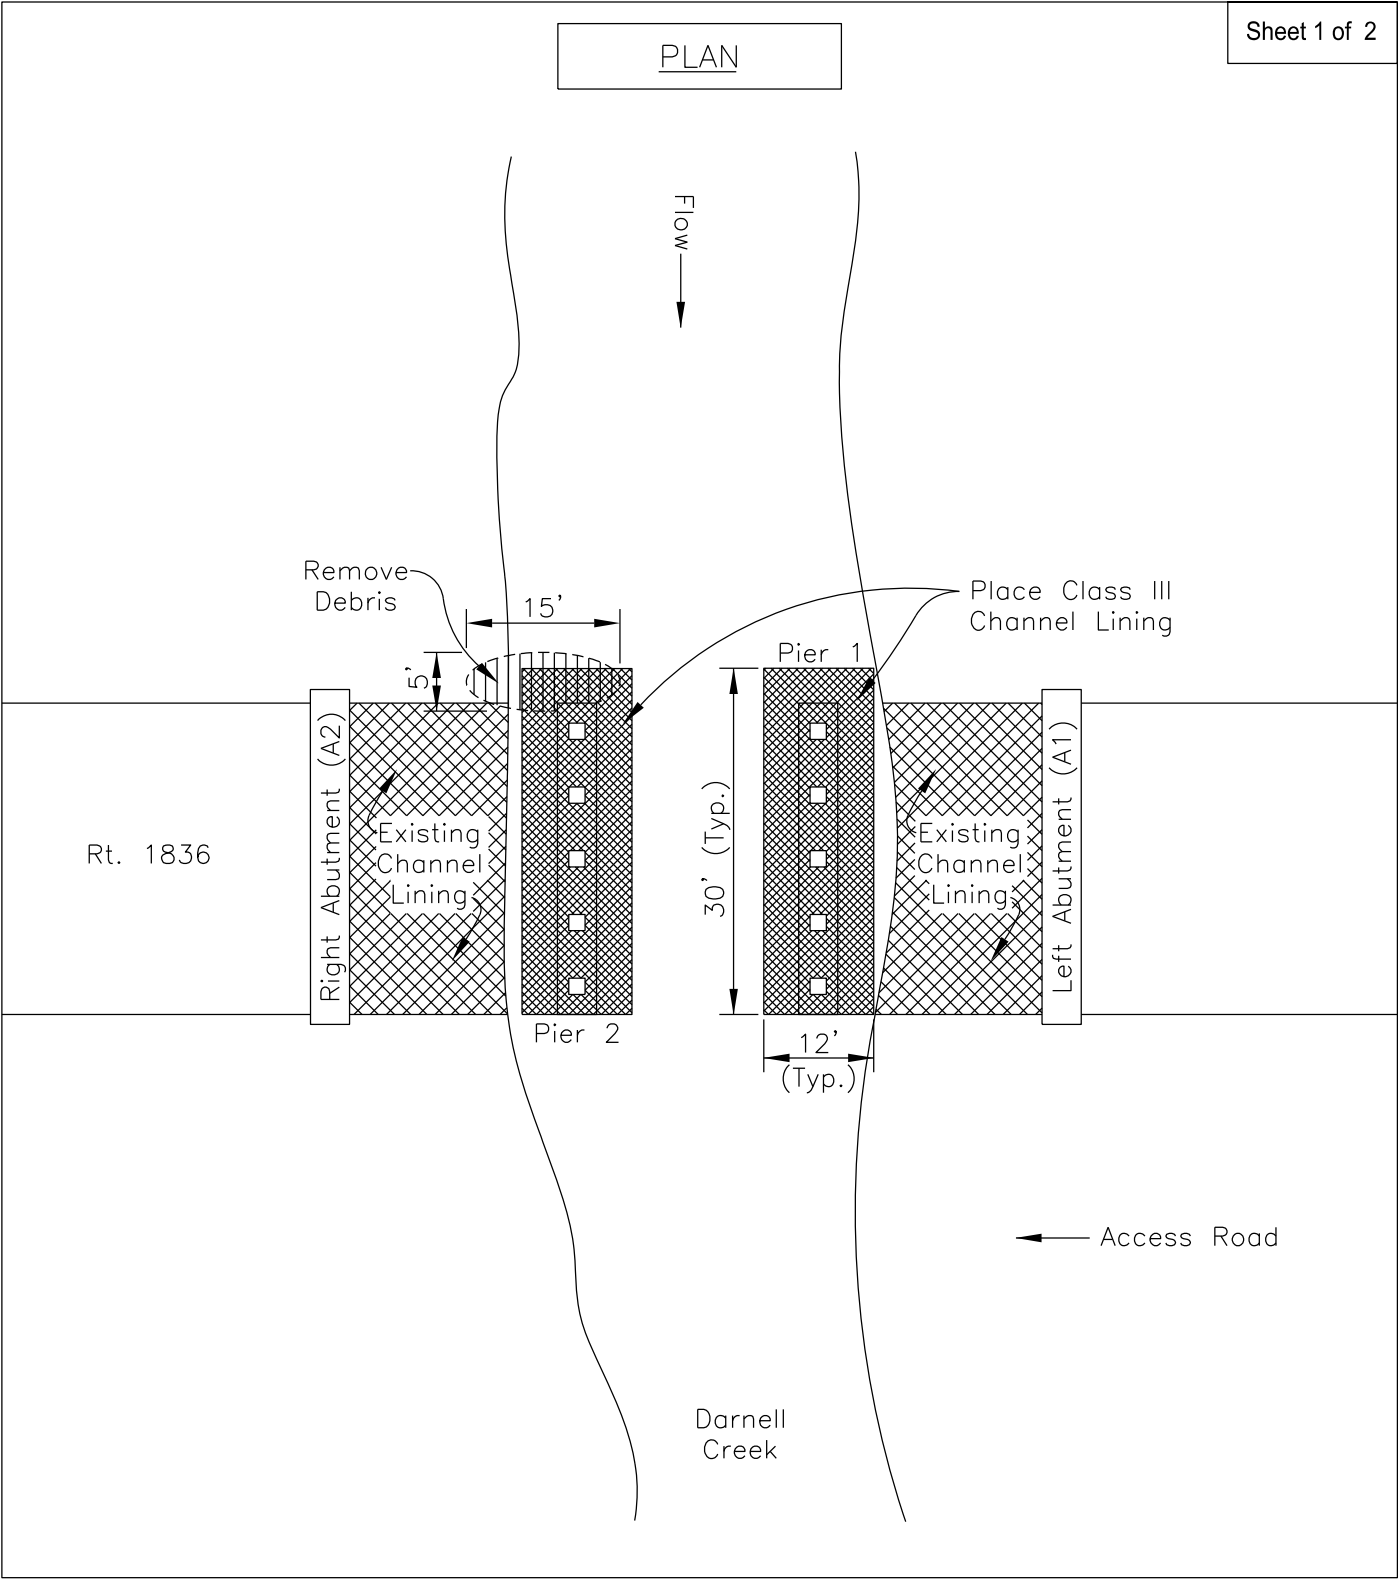 Sheet 1 of 2
PLAN
Flow
Remove
Debris
15'
5'
Place Class III
Channel Lining
Pier 1
Right Abutment (A2)
Left Abutment (A1)
Rt. 1836
Existing
Channel
Lining
30' (Typ.)
Existing
Channel
Lining
Pier 2
12'
(Typ.)
Access Road
Darnell
Creek